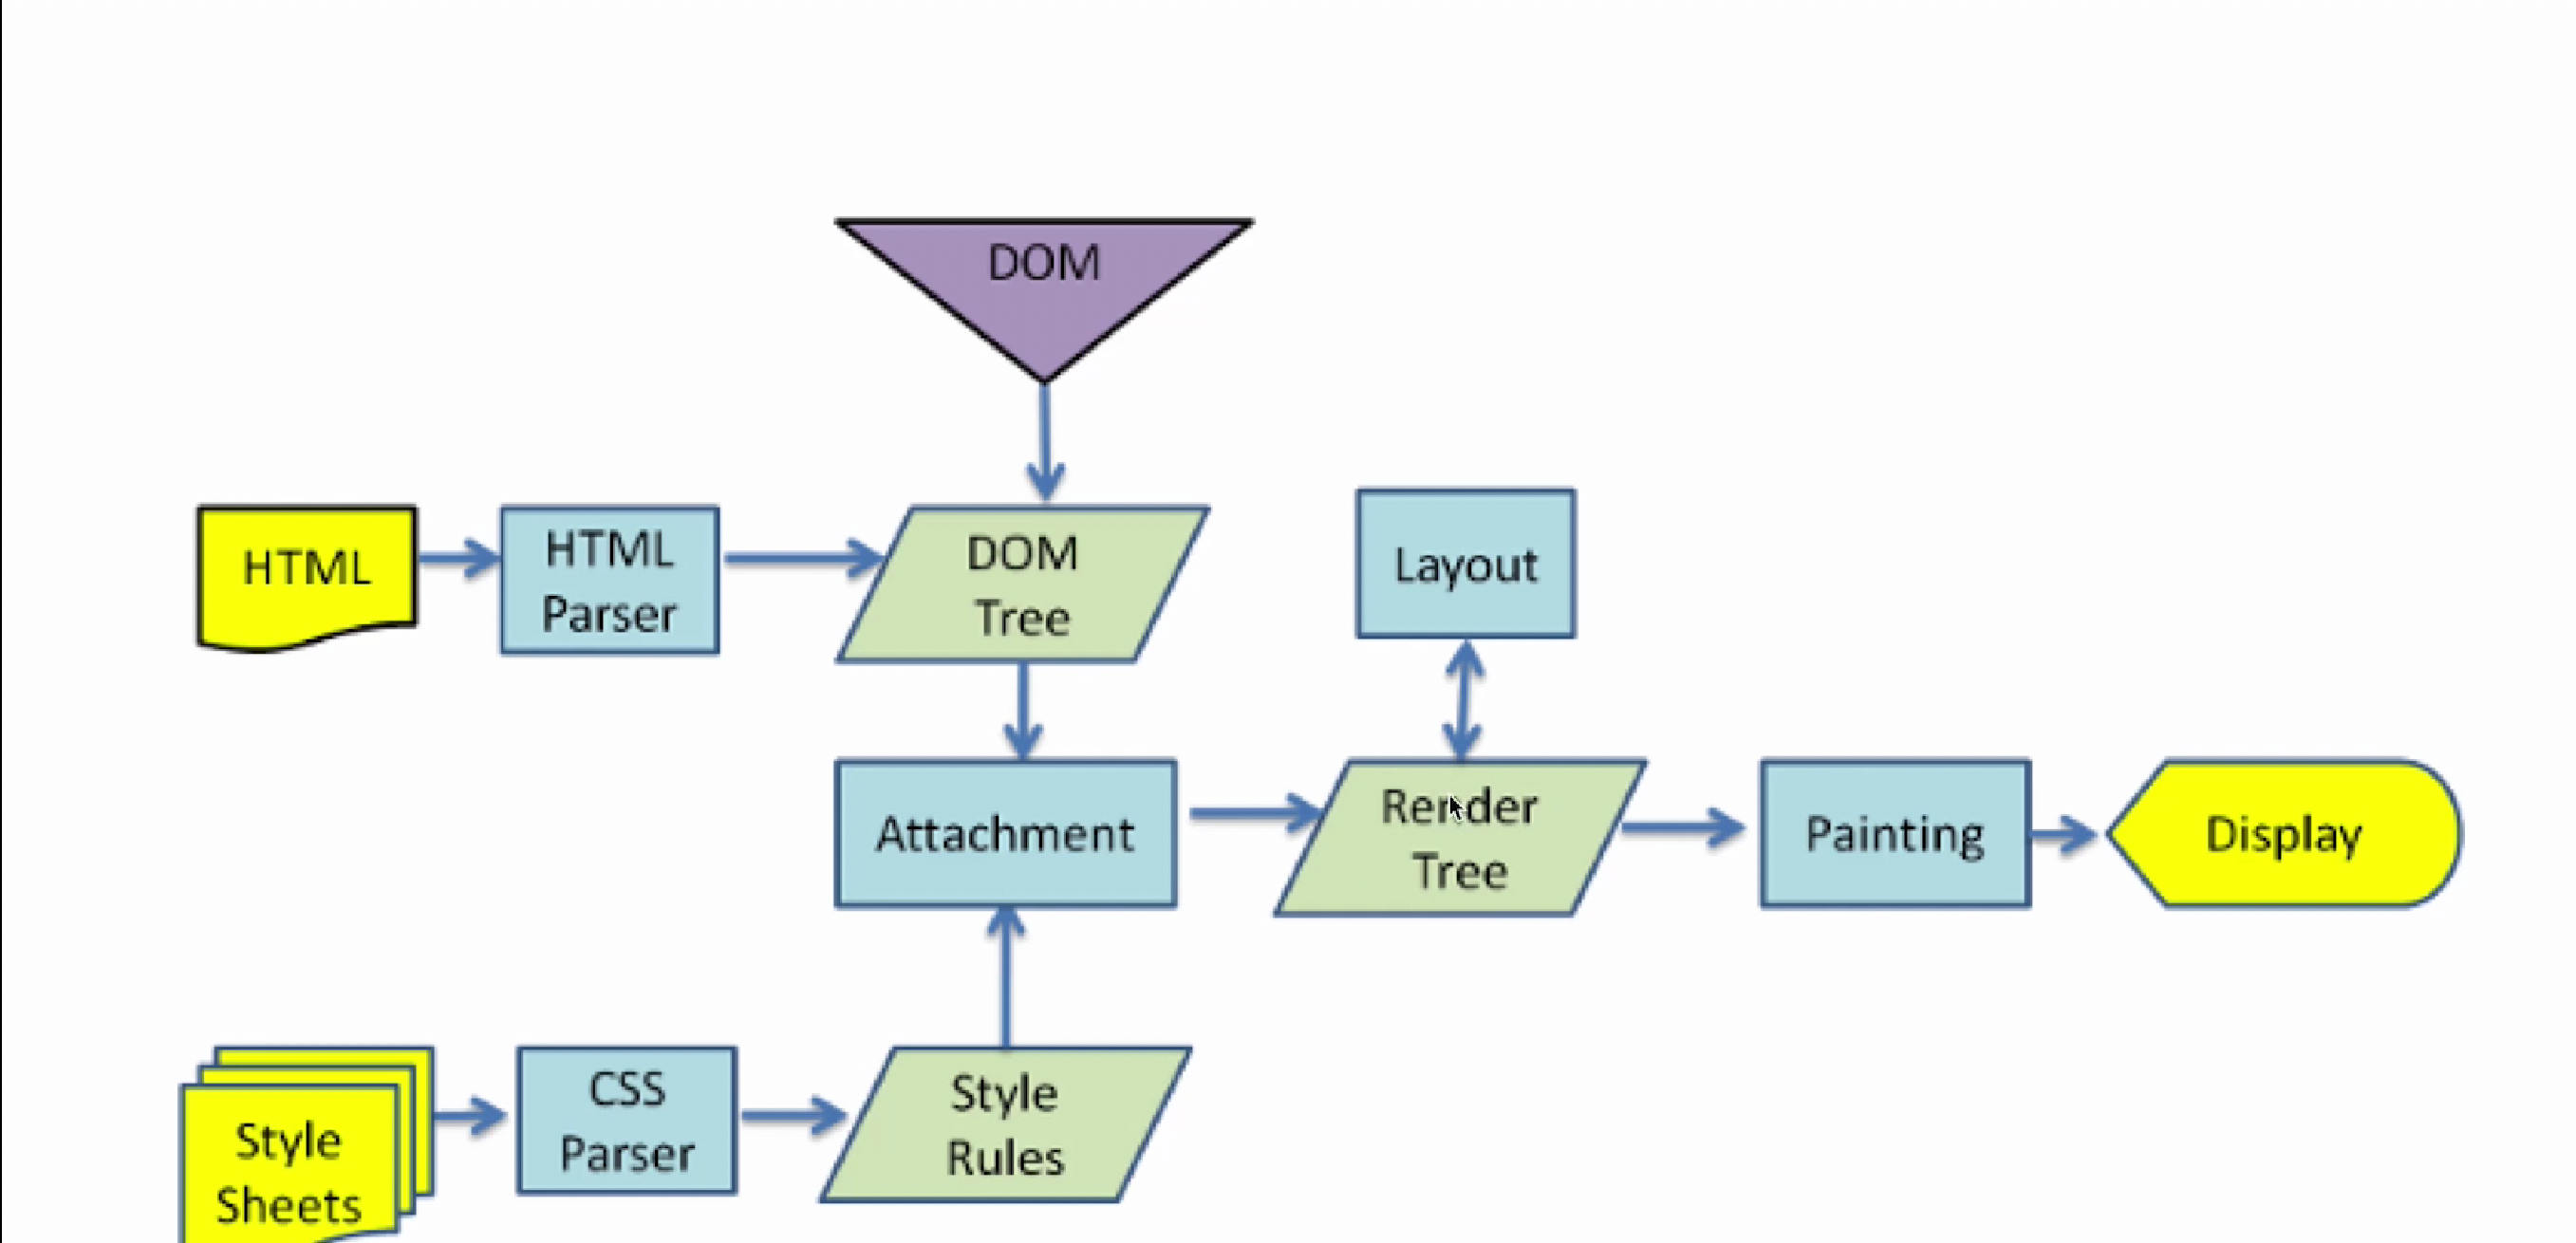 DOM
HTML
HTML
Parser
DOM
Tree
Layout
Attachment
Render
Tree
Painting
Display
Style
Sheets
CSS
Parser
Style
Rules